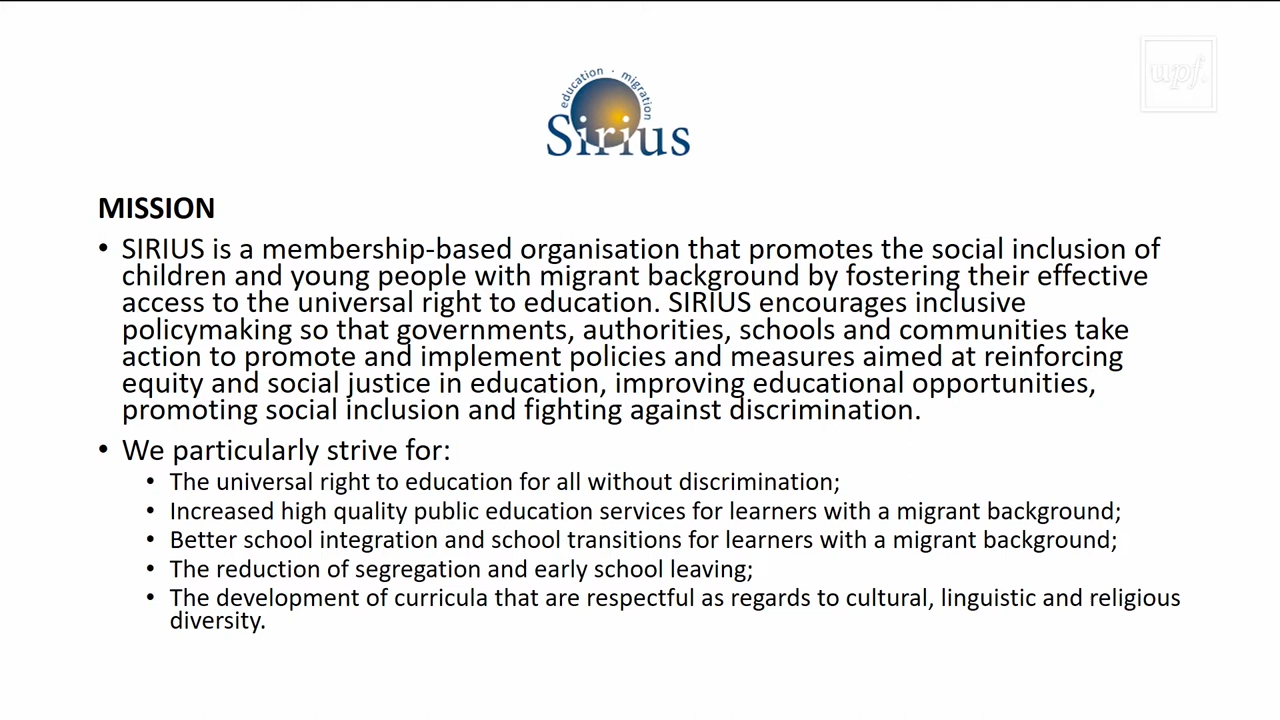 upf.
education · migration
Sirius
MISSION
• SIRIUS is a membership-based organisation that promotes the social inclusion of
children and young people with migrant background by fostering their effective
access to the universal right to education. SIRIUS encourages inclusive
policymaking so that governments, authorities, schools and communities take
action to promote and implement policies and measures aimed at reinforcing
equity and social justice in education, improving educational opportunities,
promoting social inclusion and fighting against discrimination.
• We particularly strive for:
• The universal right to education for all without discrimination;
• Increased high quality public education services for learners with a migrant background;
• Better school integration and school transitions for learners with a migrant background;
• The reduction of segregation and early school leaving;
• The development of curricula that are respectful as regards to cultural, linguistic and religious
diversity.